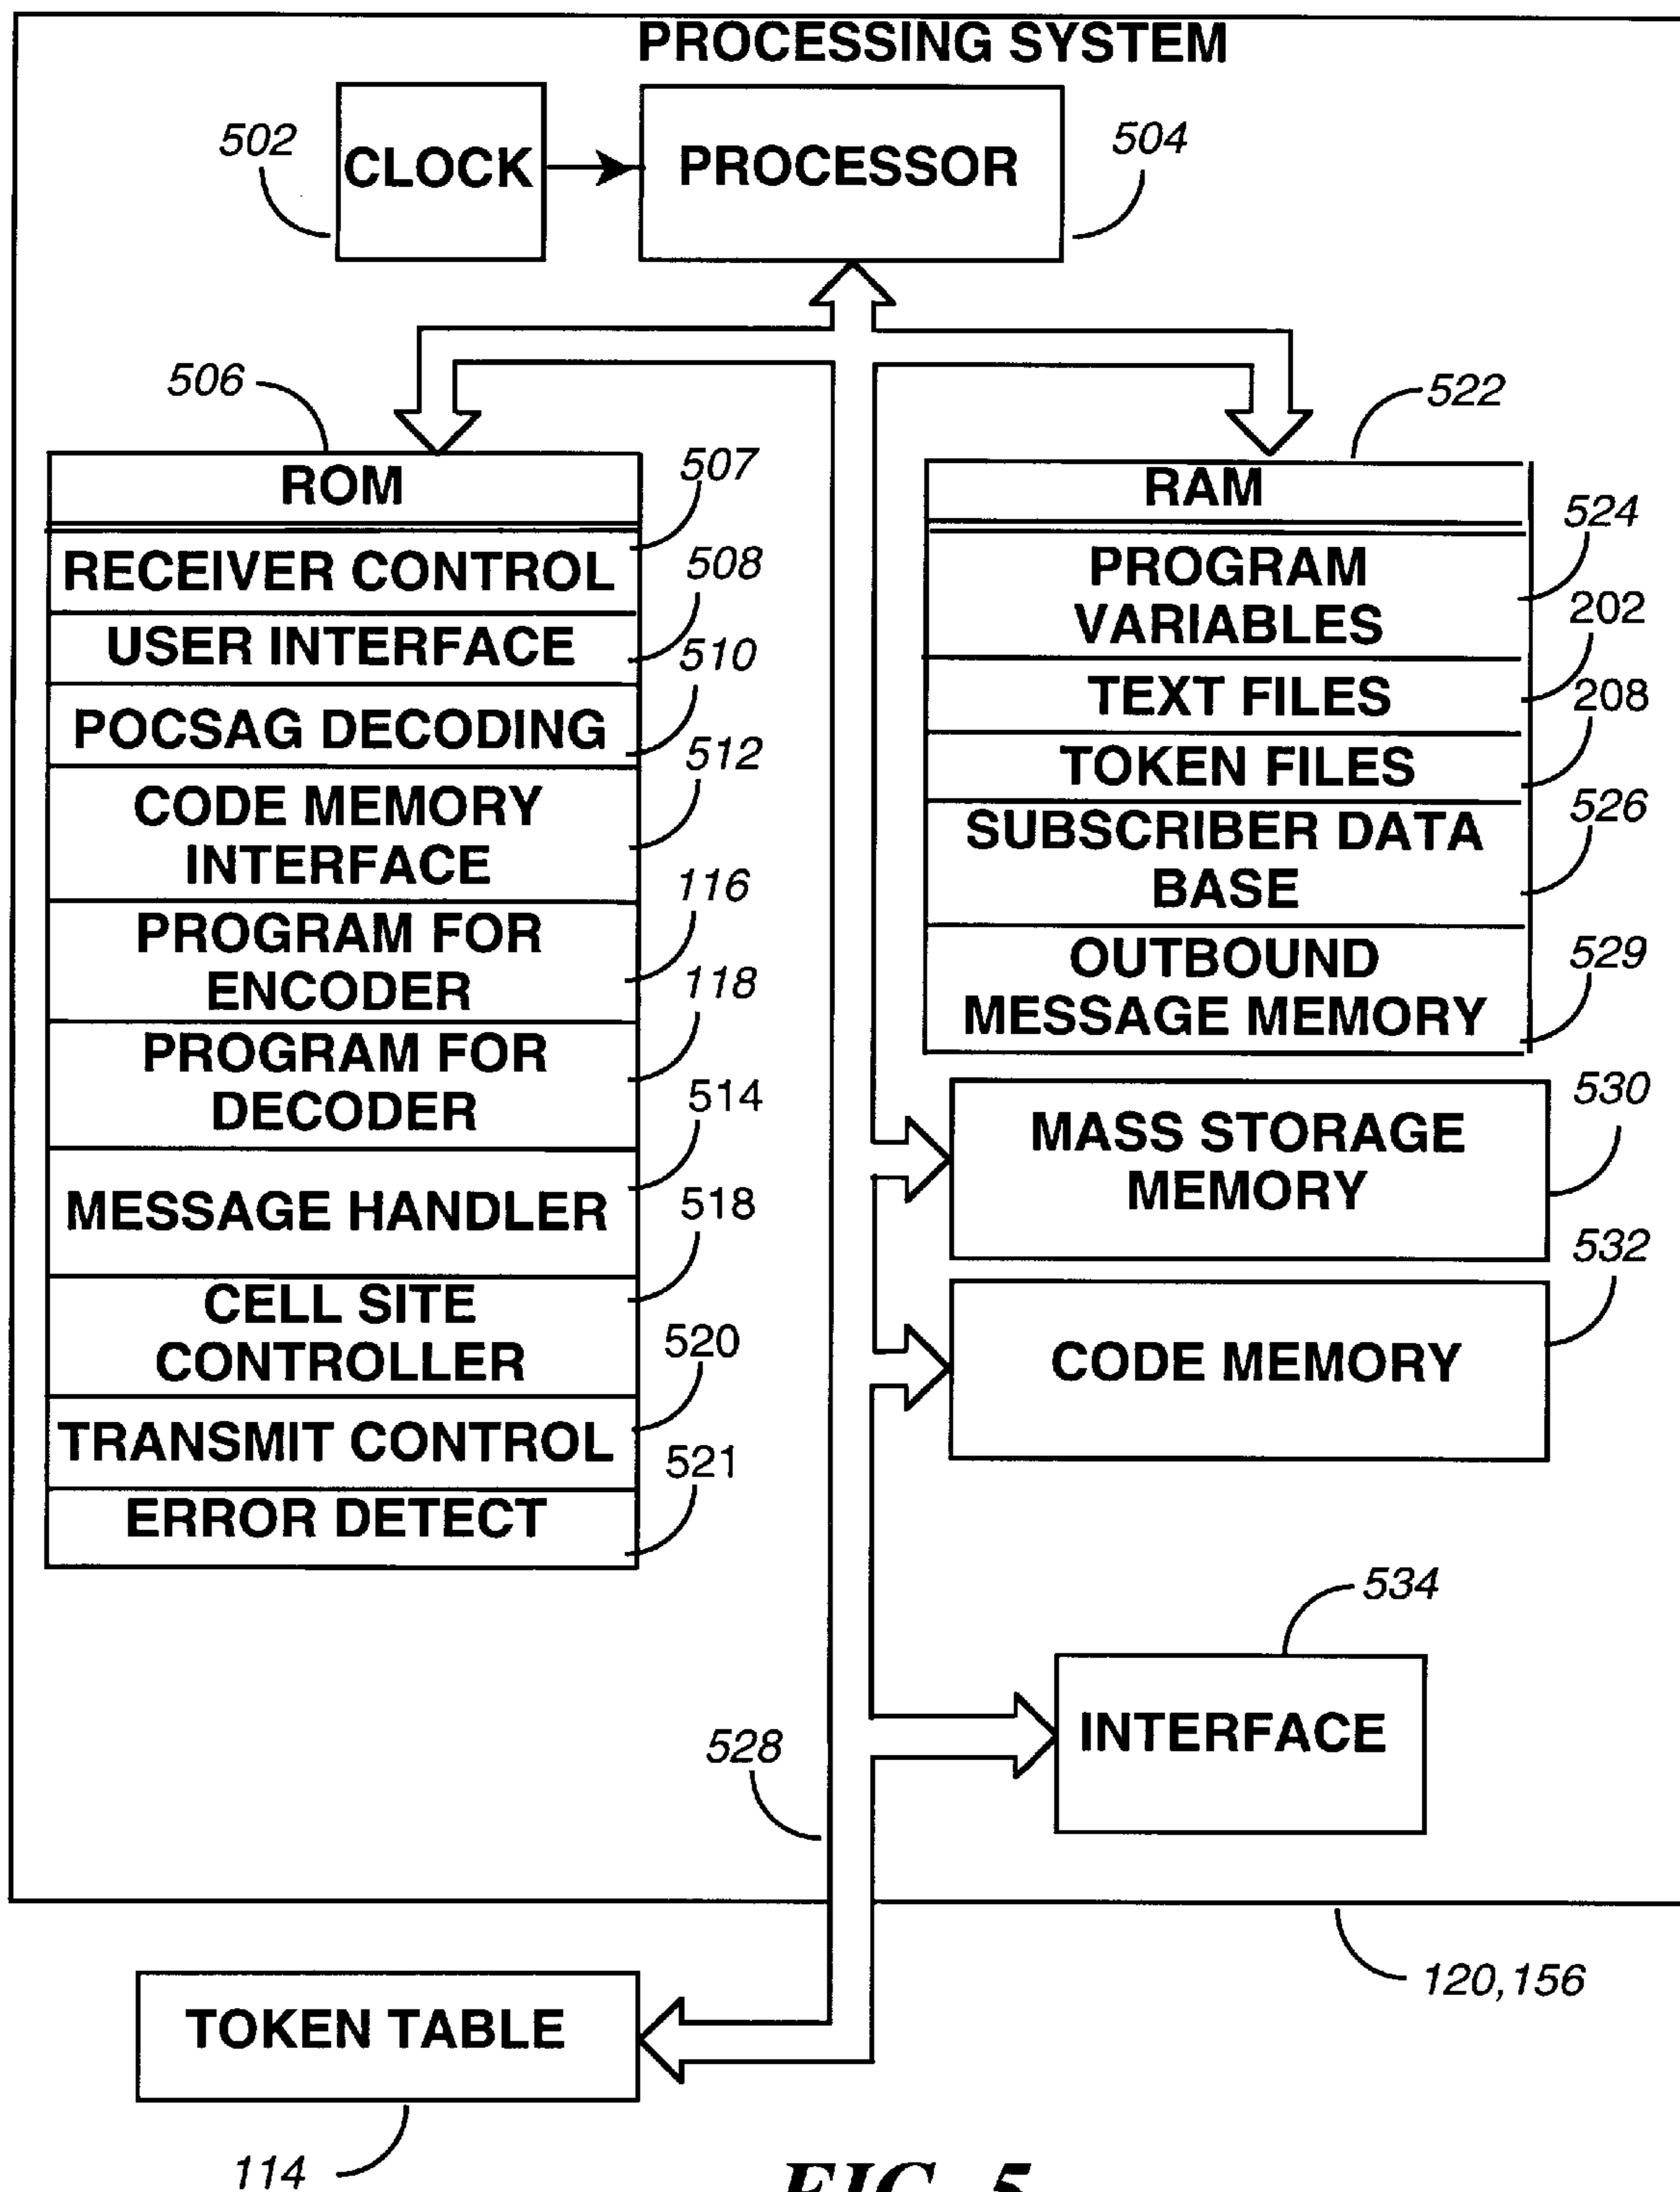 PROCESSING SYSTEM
502
CLOCK
PROCESSOR
504
506
ROM
507
RECEIVER CONTROL
508
USER INTERFACE
510
POCSAG DECODING
512
CODE MEMORY
INTERFACE
116
PROGRAM FOR
ENCODER
118
PROGRAM FOR
DECODER
514
MESSAGE HANDLER
518
CELL SITE
CONTROLLER
520
TRANSMIT CONTROL
521
ERROR DETECT
522
RAM
524
PROGRAM
VARIABLES
202
TEXT FILES
208
TOKEN FILES
526
SUBSCRIBER DATA
BASE
529
OUTBOUND
MESSAGE MEMORY
530
MASS STORAGE
MEMORY
532
CODE MEMORY
534
INTERFACE
528
120,156
TOKEN TABLE
114
FIG. 5